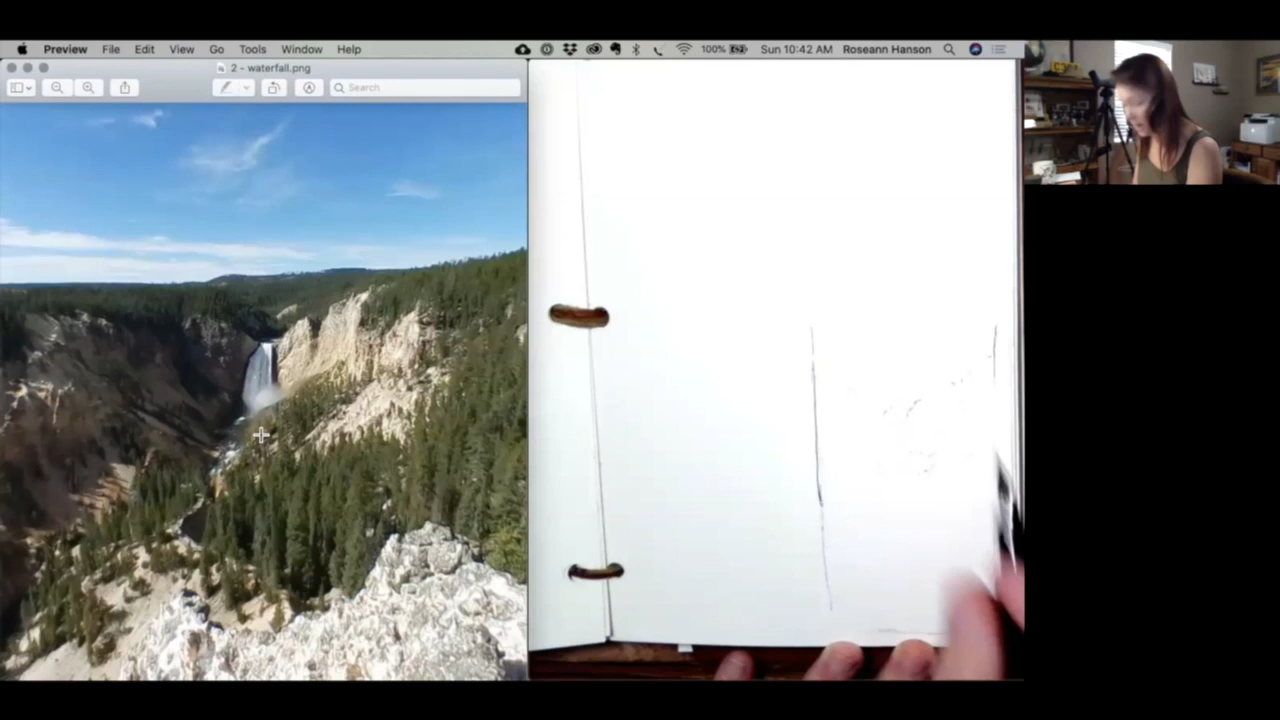 Preview File Edit View Go Tools Window Help 100% Sun 10:42 AM Roseann Hanson
2 - waterfall.png
Search